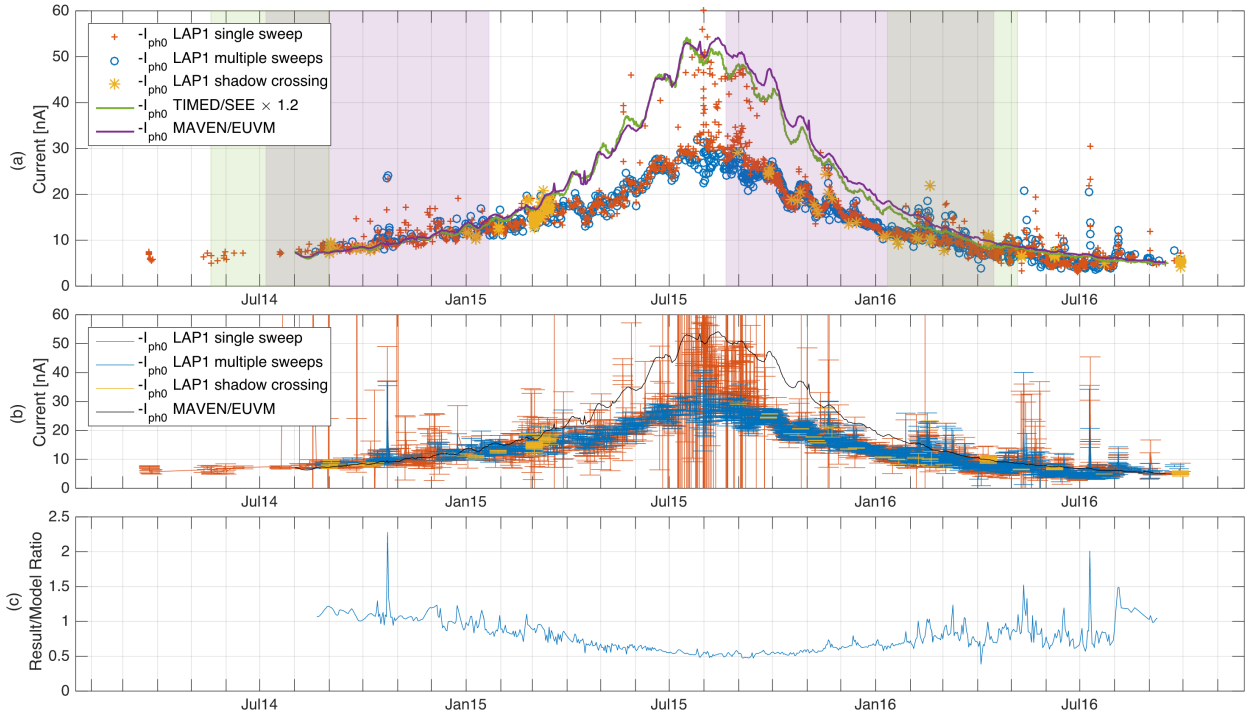 60
50
40
30
20
10
0
(a)
Current [nA]
-Iph0 LAP1 single sweep
-Iph0 LAP1 multiple sweeps
-Iph0 LAP1 shadow crossing
-Iph0 TIMED/SEE × 1.2
-Iph0 MAVEN/EUVM
Jul14 Jan15 Jul15 Jan16 Jul16
60
50
40
30
20
10
0
(b)
Current [nA]
-Iph0 LAP1 single sweep
-Iph0 LAP1 multiple sweeps
-Iph0 LAP1 shadow crossing
-Iph0 MAVEN/EUVM
Jul14 Jan15 Jul15 Jan16 Jul16
2.5
2
1.5
1
0.5
0
(c)
Result/Model Ratio
Jul14 Jan15 Jul15 Jan16 Jul16